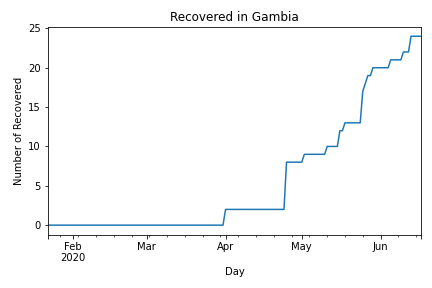 Recovered in Gambia
Number of Recovered
25
20
15
10
5
0
Feb
2020
Mar
Apr
May
Jun
Day